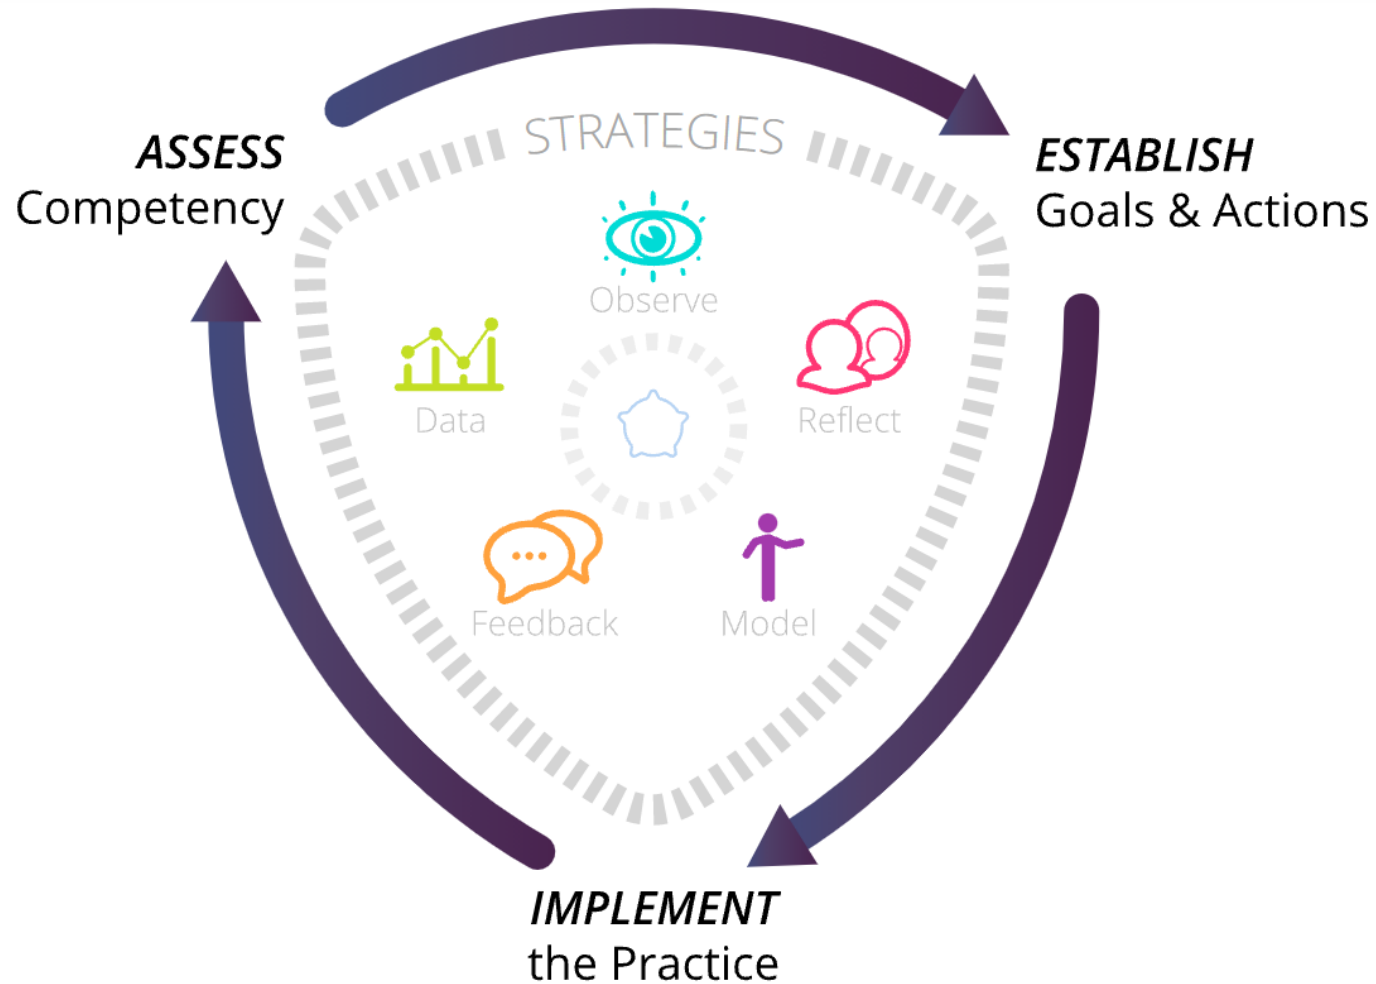 STRATEGIES
ASSESS
Competency
ESTABLISH
Goals & Actions
Observe
Data
Reflect
Feedback
Model
IMPLEMENT
the Practice